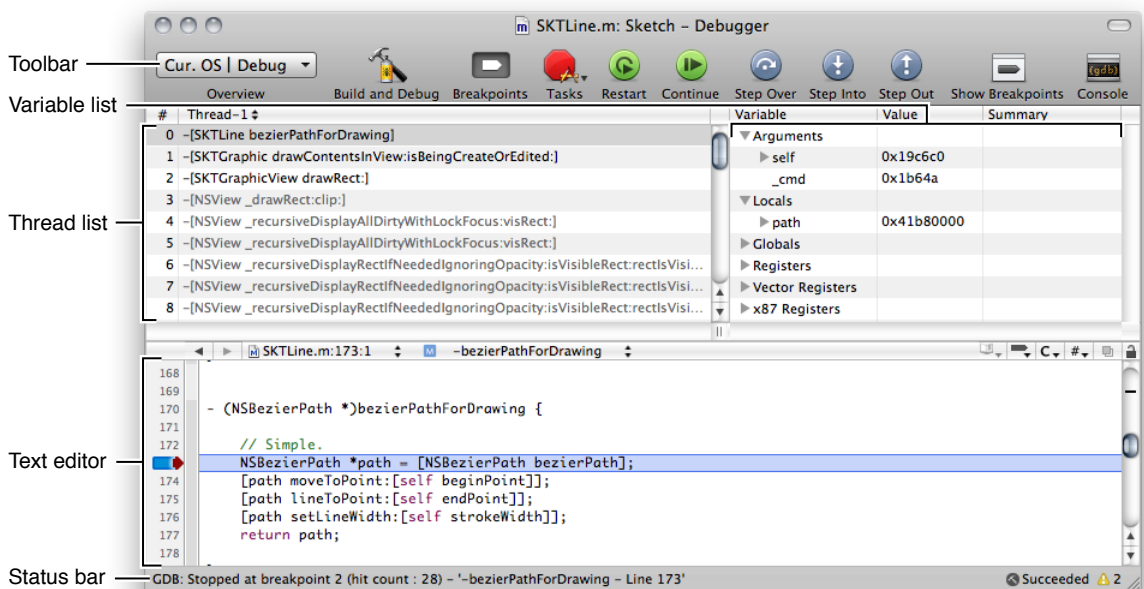 SKTLine.m: Sketch – Debugger
Toolbar
Cur. OS | Debug
Overview
Build and Debug
Breakpoints
Tasks
Restart
Continue
Step Over
Step Into
Step Out
Show Breakpoints
(gdb)
Console
Variable list
# Thread-1
Variable Value Summary
Thread list
0 -[SKTLine bezierPathForDrawing]
1 -[SKTGraphic drawContentsInView:isBeingCreateOrEdited:]
2 -[SKTGraphicView drawRect:]
3 -[NSView _drawRect:clip:]
4 -[NSView _recursiveDisplayAllDirtyWithLockFocus:visRect:]
5 -[NSView _recursiveDisplayAllDirtyWithLockFocus:visRect:]
6 -[NSView _recursiveDisplayRectIfNeededIgnoringOpacity:isVisibleRect:rectIsVisi...
7 -[NSView _recursiveDisplayRectIfNeededIgnoringOpacity:isVisibleRect:rectIsVisi...
8 -[NSView _recursiveDisplayRectIfNeededIgnoringOpacity:isVisibleRect:rectIsVisi...
Arguments
self 0x19c6c0
_cmd 0x1b64a
Locals
path 0x41b80000
Globals
Registers
Vector Registers
x87 Registers
SKTLine.m:173:1 M -bezierPathForDrawing C #
Text editor
168
169
170 - (NSBezierPath *)bezierPathForDrawing {
171
172 // Simple.
NSBezierPath *path = [NSBezierPath bezierPath];
174 [path moveToPoint:[self beginPoint]];
175 [path lineToPoint:[self endPoint]];
176 [path setLineWidth:[self strokeWidth]];
177 return path;
178
Status bar
GDB: Stopped at breakpoint 2 (hit count : 28) – '-bezierPathForDrawing – Line 173'
Succeeded 2